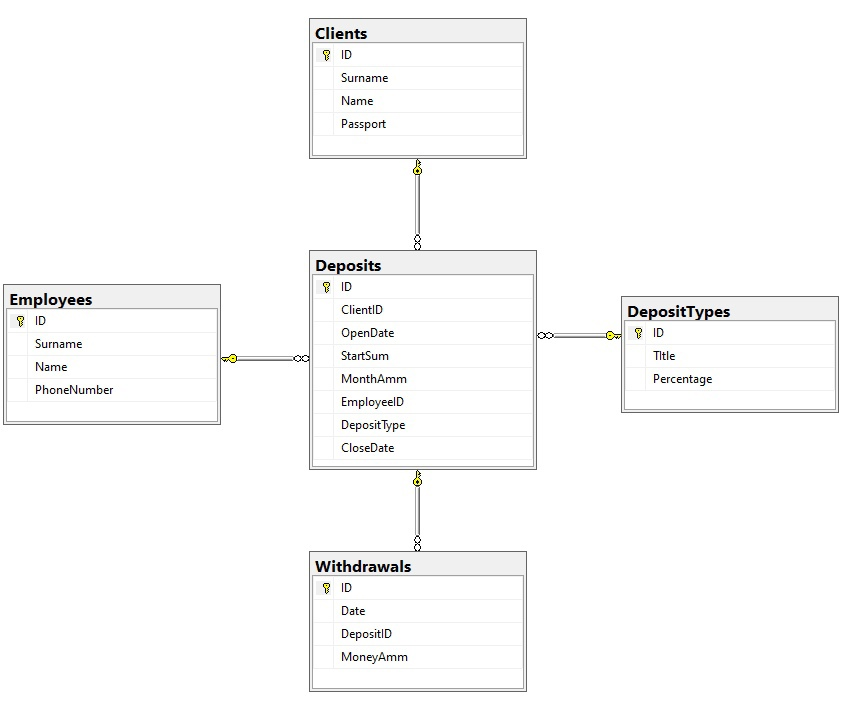 Clients
ID
Surname
Name
Passport
Deposits
ID
ClientID
OpenDate
StartSum
MonthAmm
EmployeeID
DepositType
CloseDate
Employees
ID
Surname
Name
PhoneNumber
DepositTypes
ID
TItle
Percentage
Withdrawals
ID
Date
DepositID
MoneyAmm